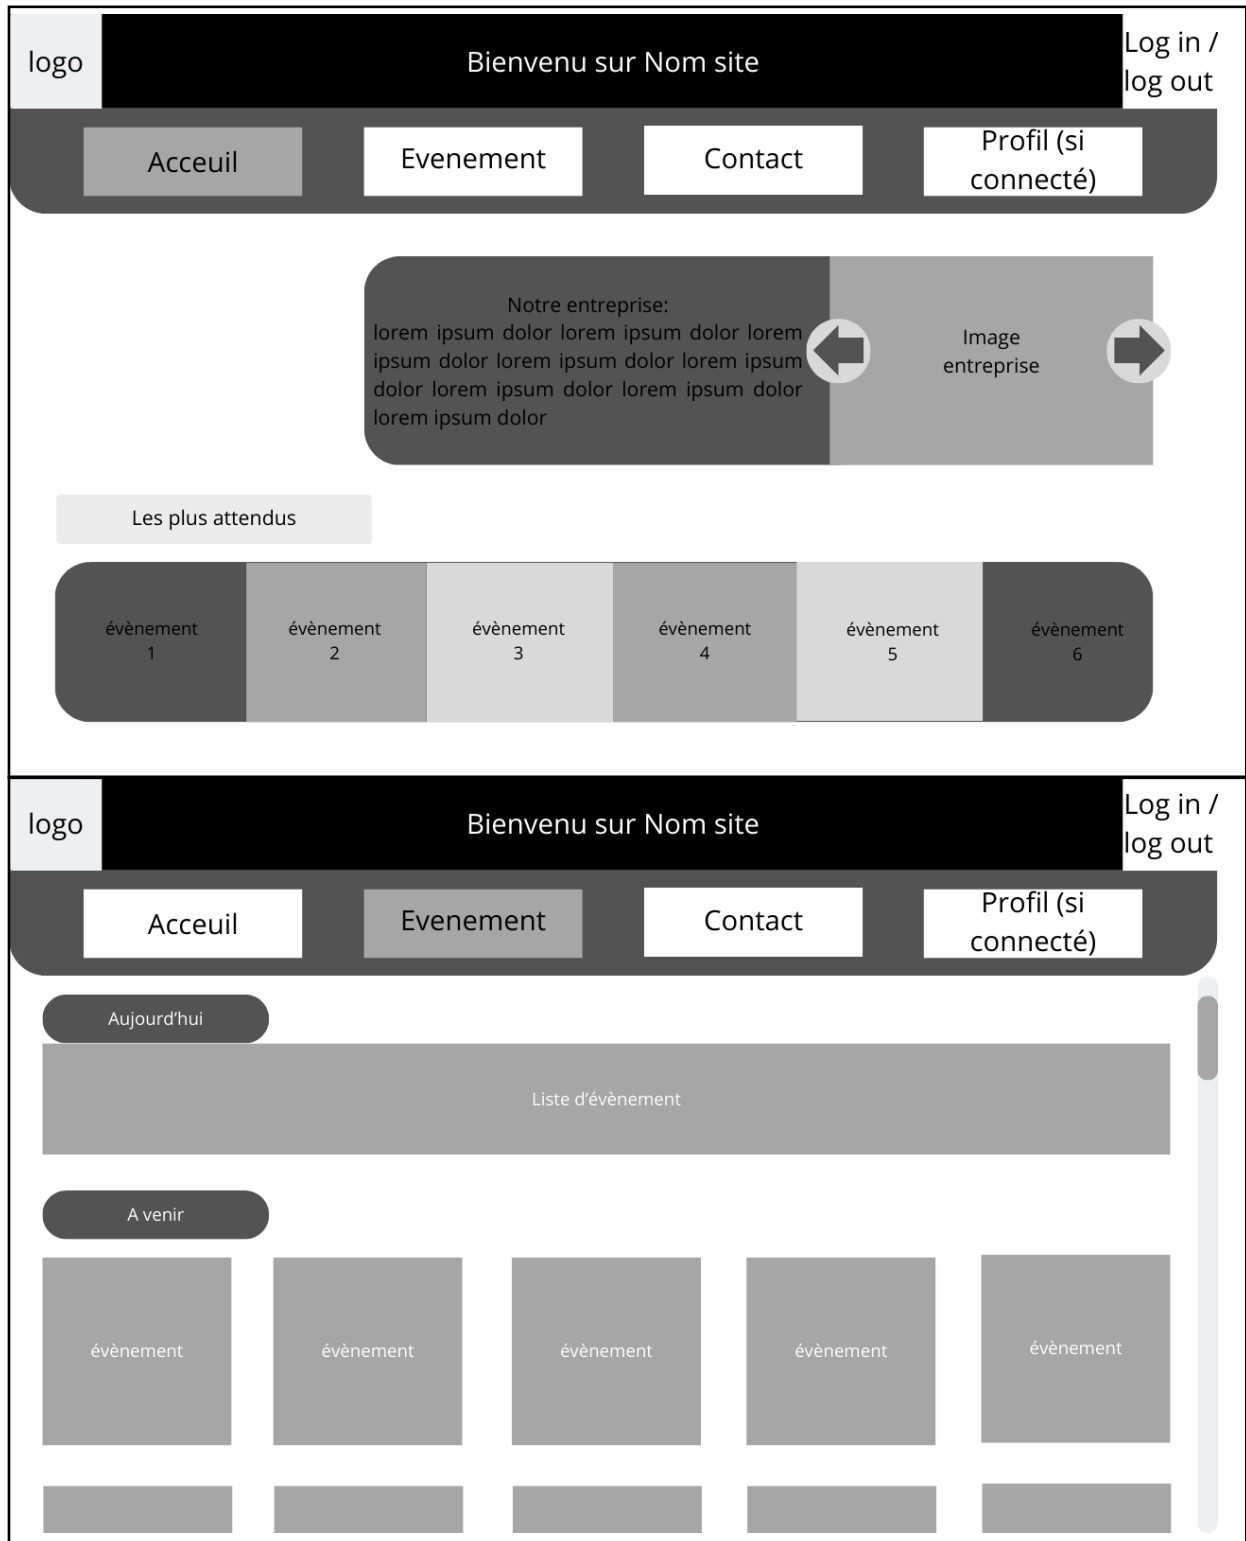 logo
Bienvenu sur Nom site
Log in /
log out
Acceuil
Evenement
Contact
Profil (si
connecté)
Notre entreprise:
lorem ipsum dolor lorem ipsum dolor lorem
ipsum dolor lorem ipsum dolor lorem ipsum
dolor lorem ipsum dolor lorem ipsum dolor
lorem ipsum dolor
Image
entreprise
Les plus attendus
évènement
1
évènement
2
évènement
3
évènement
4
évènement
5
évènement
6
logo
Bienvenu sur Nom site
Log in /
log out
Acceuil
Evenement
Contact
Profil (si
connecté)
Aujourd'hui
Liste d'évènement
A venir
évènement
évènement
évènement
évènement
évènement